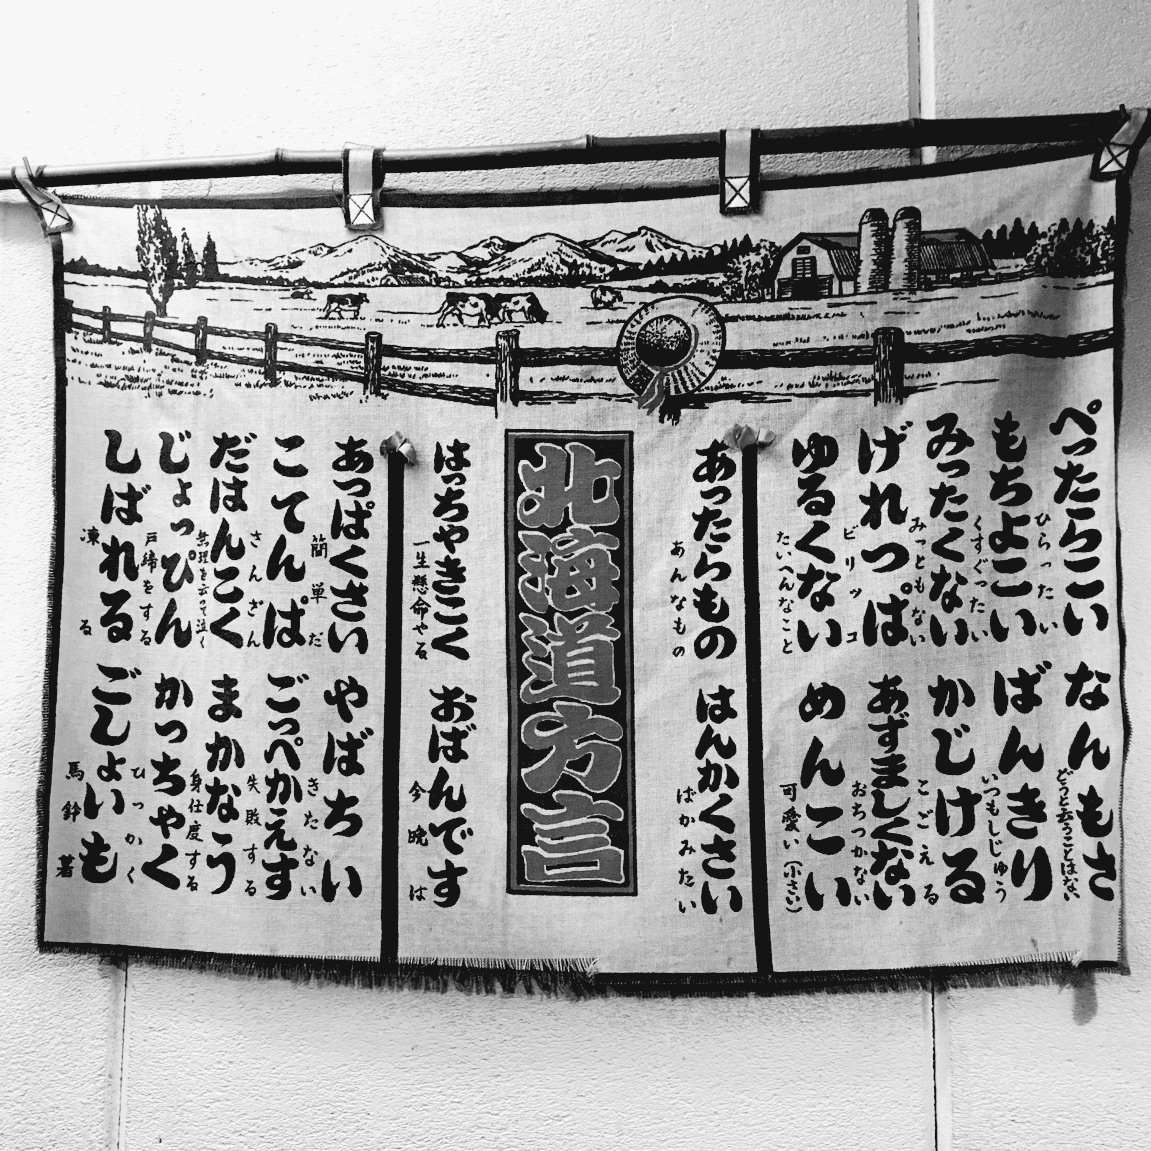 ぺったらこい
ひらったい
なんもさ
どうと云うことはない
もちょこい
くすぐったい
ばんきり
いつもしじゅう
みったくない
みっともない
かじける
こごえる
げれっぱ
ビリッコ
あずましくない
おちつかない
ゆるくない
たいへんなこと
めんこい
可愛い(小さい)
あったらもの
あんなもの
はんかくさい
ばかみたい
北海道方言
はっちゃきこく
一生懸命やる
おばんです
今晩は
あっぱくさい
簡単だ
やばちい
きたない
こてんぱ
さんざん
ごっぺかえす
失敗する
だはんこく
無理を云って泣く
まかなう
身仕度する
じょっぴん
戸締をする
かっちゃく
ひっかく
しばれる
凍る
ごしょいも
馬鈴薯